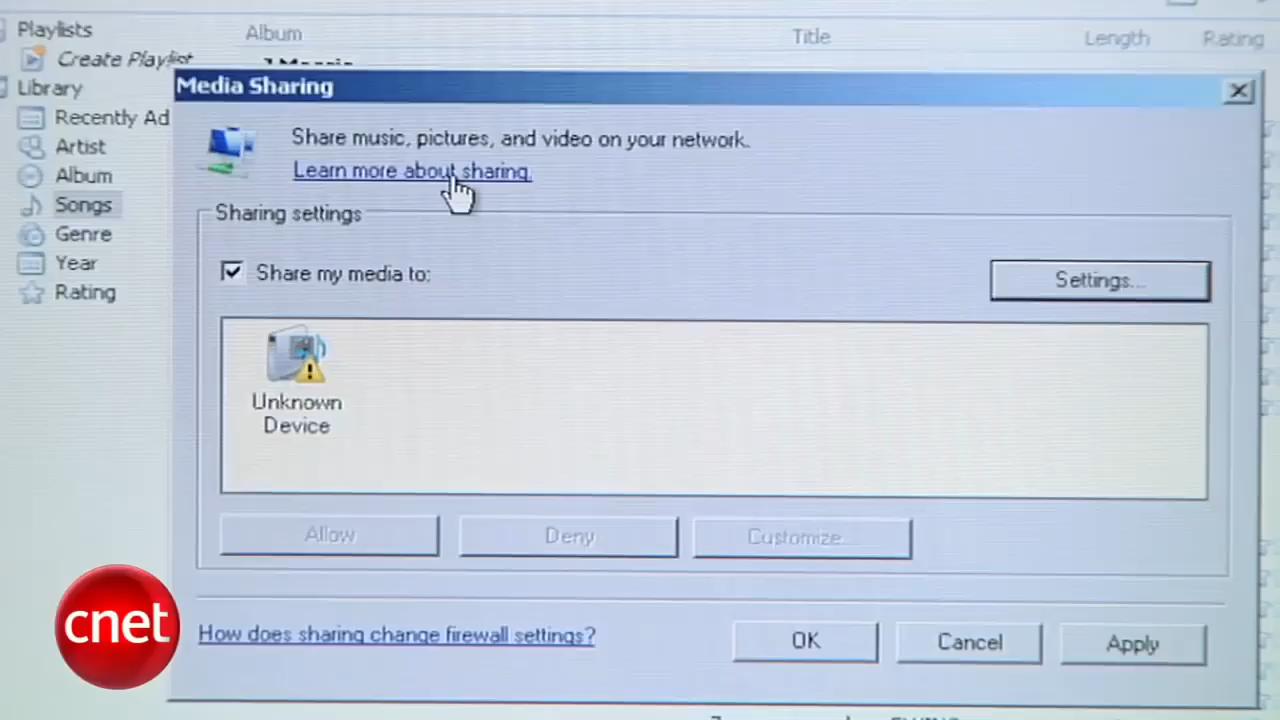 Playlists
Album
Title
Length
Rating
Create Playlist
Library
Recently Ad
Artist
Album
Songs
Genre
Year
Rating
Media Sharing
Share music, pictures, and video on your network.
Learn more about sharing.
Sharing settings
Share my media to:
Settings...
Unknown
Device
Allow
Deny
Customize...
How does sharing change firewall settings?
OK
Cancel
Apply
cnet